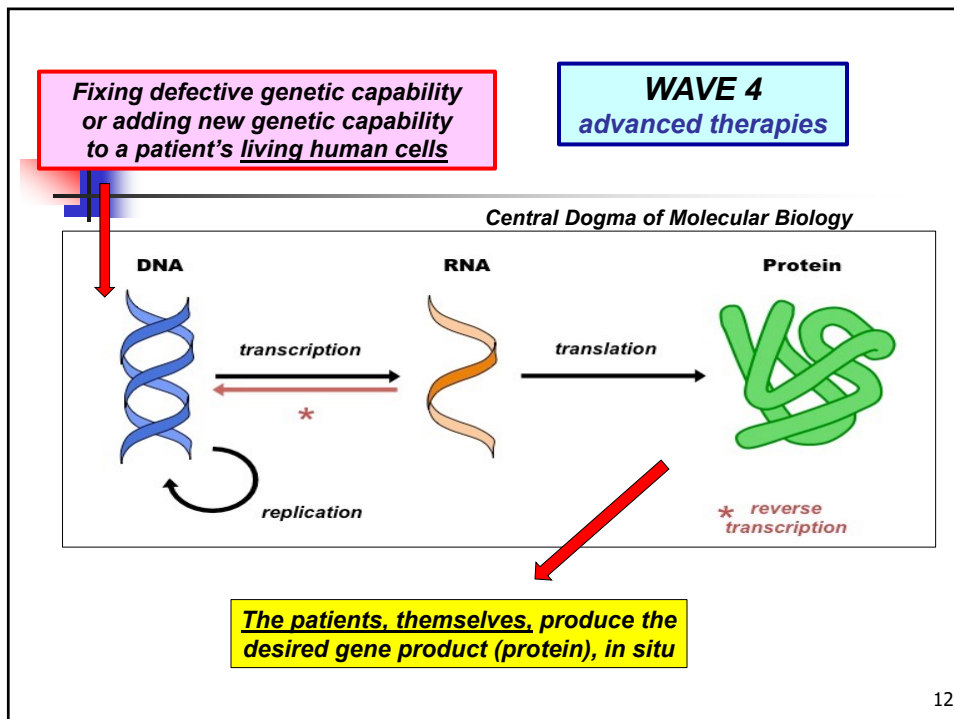 Fixing defective genetic capability
or adding new genetic capability
to a patient's living human cells
WAVE 4
advanced therapies
Central Dogma of Molecular Biology
DNA
RNA
Protein
transcription
translation
*
replication
* reverse
transcription
The patients, themselves, produce the
desired gene product (protein), in situ
12